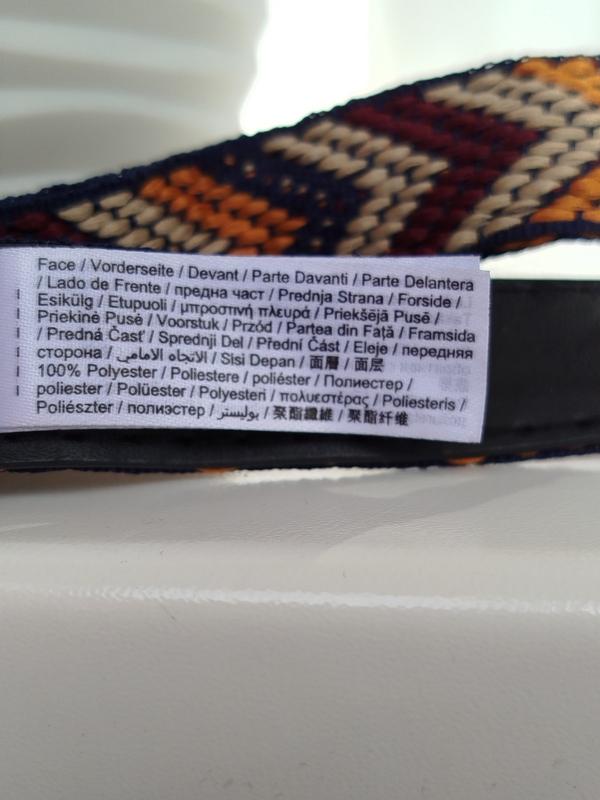 Face / Vorderseite / Devant / Parte Davanti / Parte Delantera
/ Lado de Frente / предна част / Prednja Strana / Forside /
Esikülg / Etupuoli / μπροστινή πλευρά / Priekšējā Pusē /
Priekinė Pusė / Voorstuk / Przód / Partea din Față / Framsida
/ Predná Časť / Sprednji Del / Přední Část / Eleje / передняя
сторона / الاتجاه الامامي / Sisi Depan / 面層 / 面层
100% Polyester / Poliestere / poliéster / Полиестер /
poliester / Polüester / Polyesteri / πολυεστέρας / Poliesteris /
Poliészter / полиэстер / بوليستر / 聚酯纖維 / 聚酯纤维